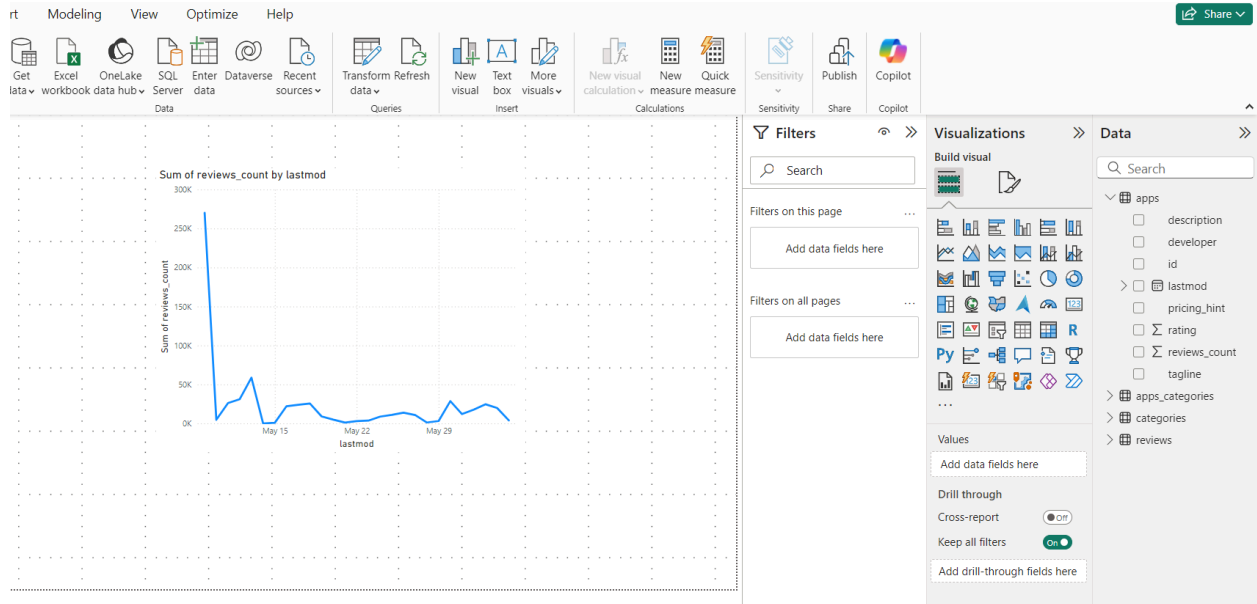 rt Modeling View Optimize Help
Share
Get data
Excel workbook
OneLake data hub
SQL Server
Enter data
Dataverse
Recent sources
Transform data
Refresh
New visual
Text box
More visuals
New visual calculation
New measure
Quick measure
Sensitivity
Publish
Copilot
Data
Queries
Insert
Calculations
Sensitivity
Share
Copilot
Sum of reviews_count by lastmod
300K
250K
200K
150K
100K
50K
0K
Sum of reviews_count
May 15 May 22 May 29
lastmod
Filters
Search
Filters on this page ...
Add data fields here
Filters on all pages ...
Add data fields here
Visualizations
Build visual
123
R
Py
123
...
Values
Add data fields here
Drill through
Cross-report Off
Keep all filters On
Add drill-through fields here
Data
Search
apps
description
developer
id
lastmod
pricing_hint
∑ rating
∑ reviews_count
tagline
apps_categories
categories
reviews